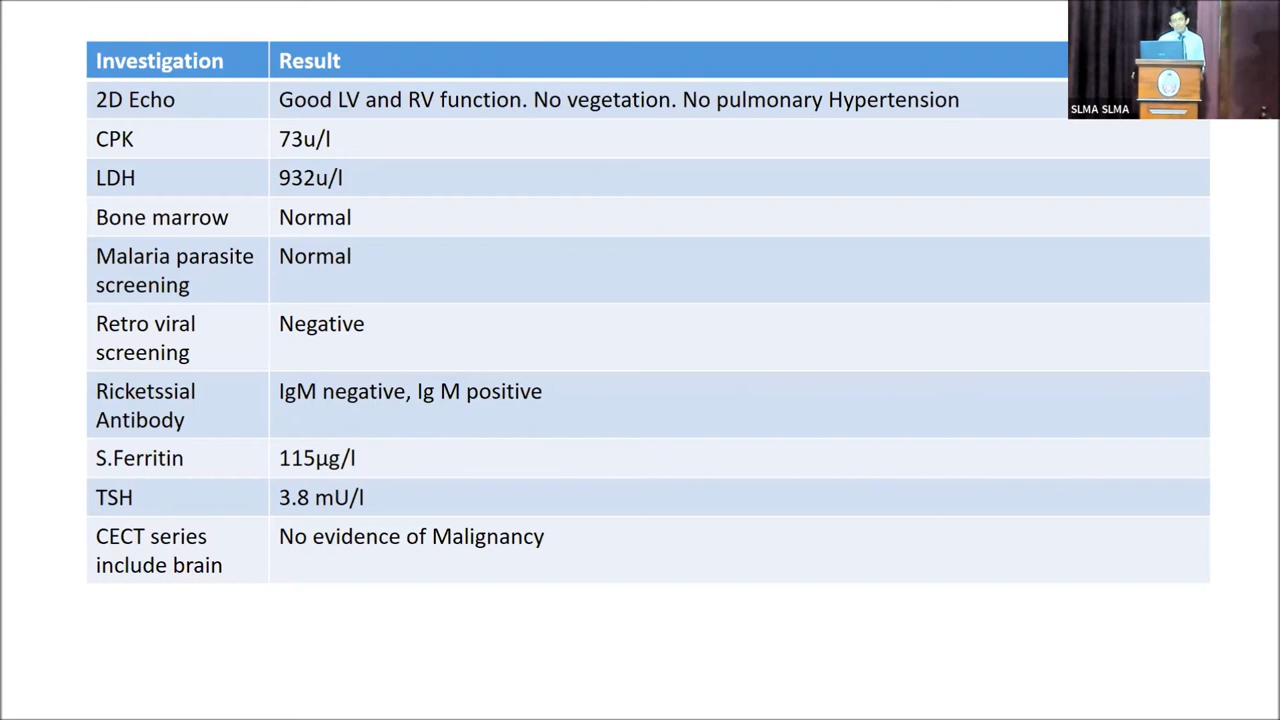 Investigation Result
2D Echo Good LV and RV function. No vegetation. No pulmonary Hypertension
CPK 73u/l
LDH 932u/l
Bone marrow Normal
Malaria parasite Normal
screening
Retro viral Negative
screening
Ricketssial IgM negative, Ig M positive
Antibody
S.Ferritin 115µg/l
TSH 3.8 mU/l
CECT series No evidence of Malignancy
include brain
SLMA SLMA